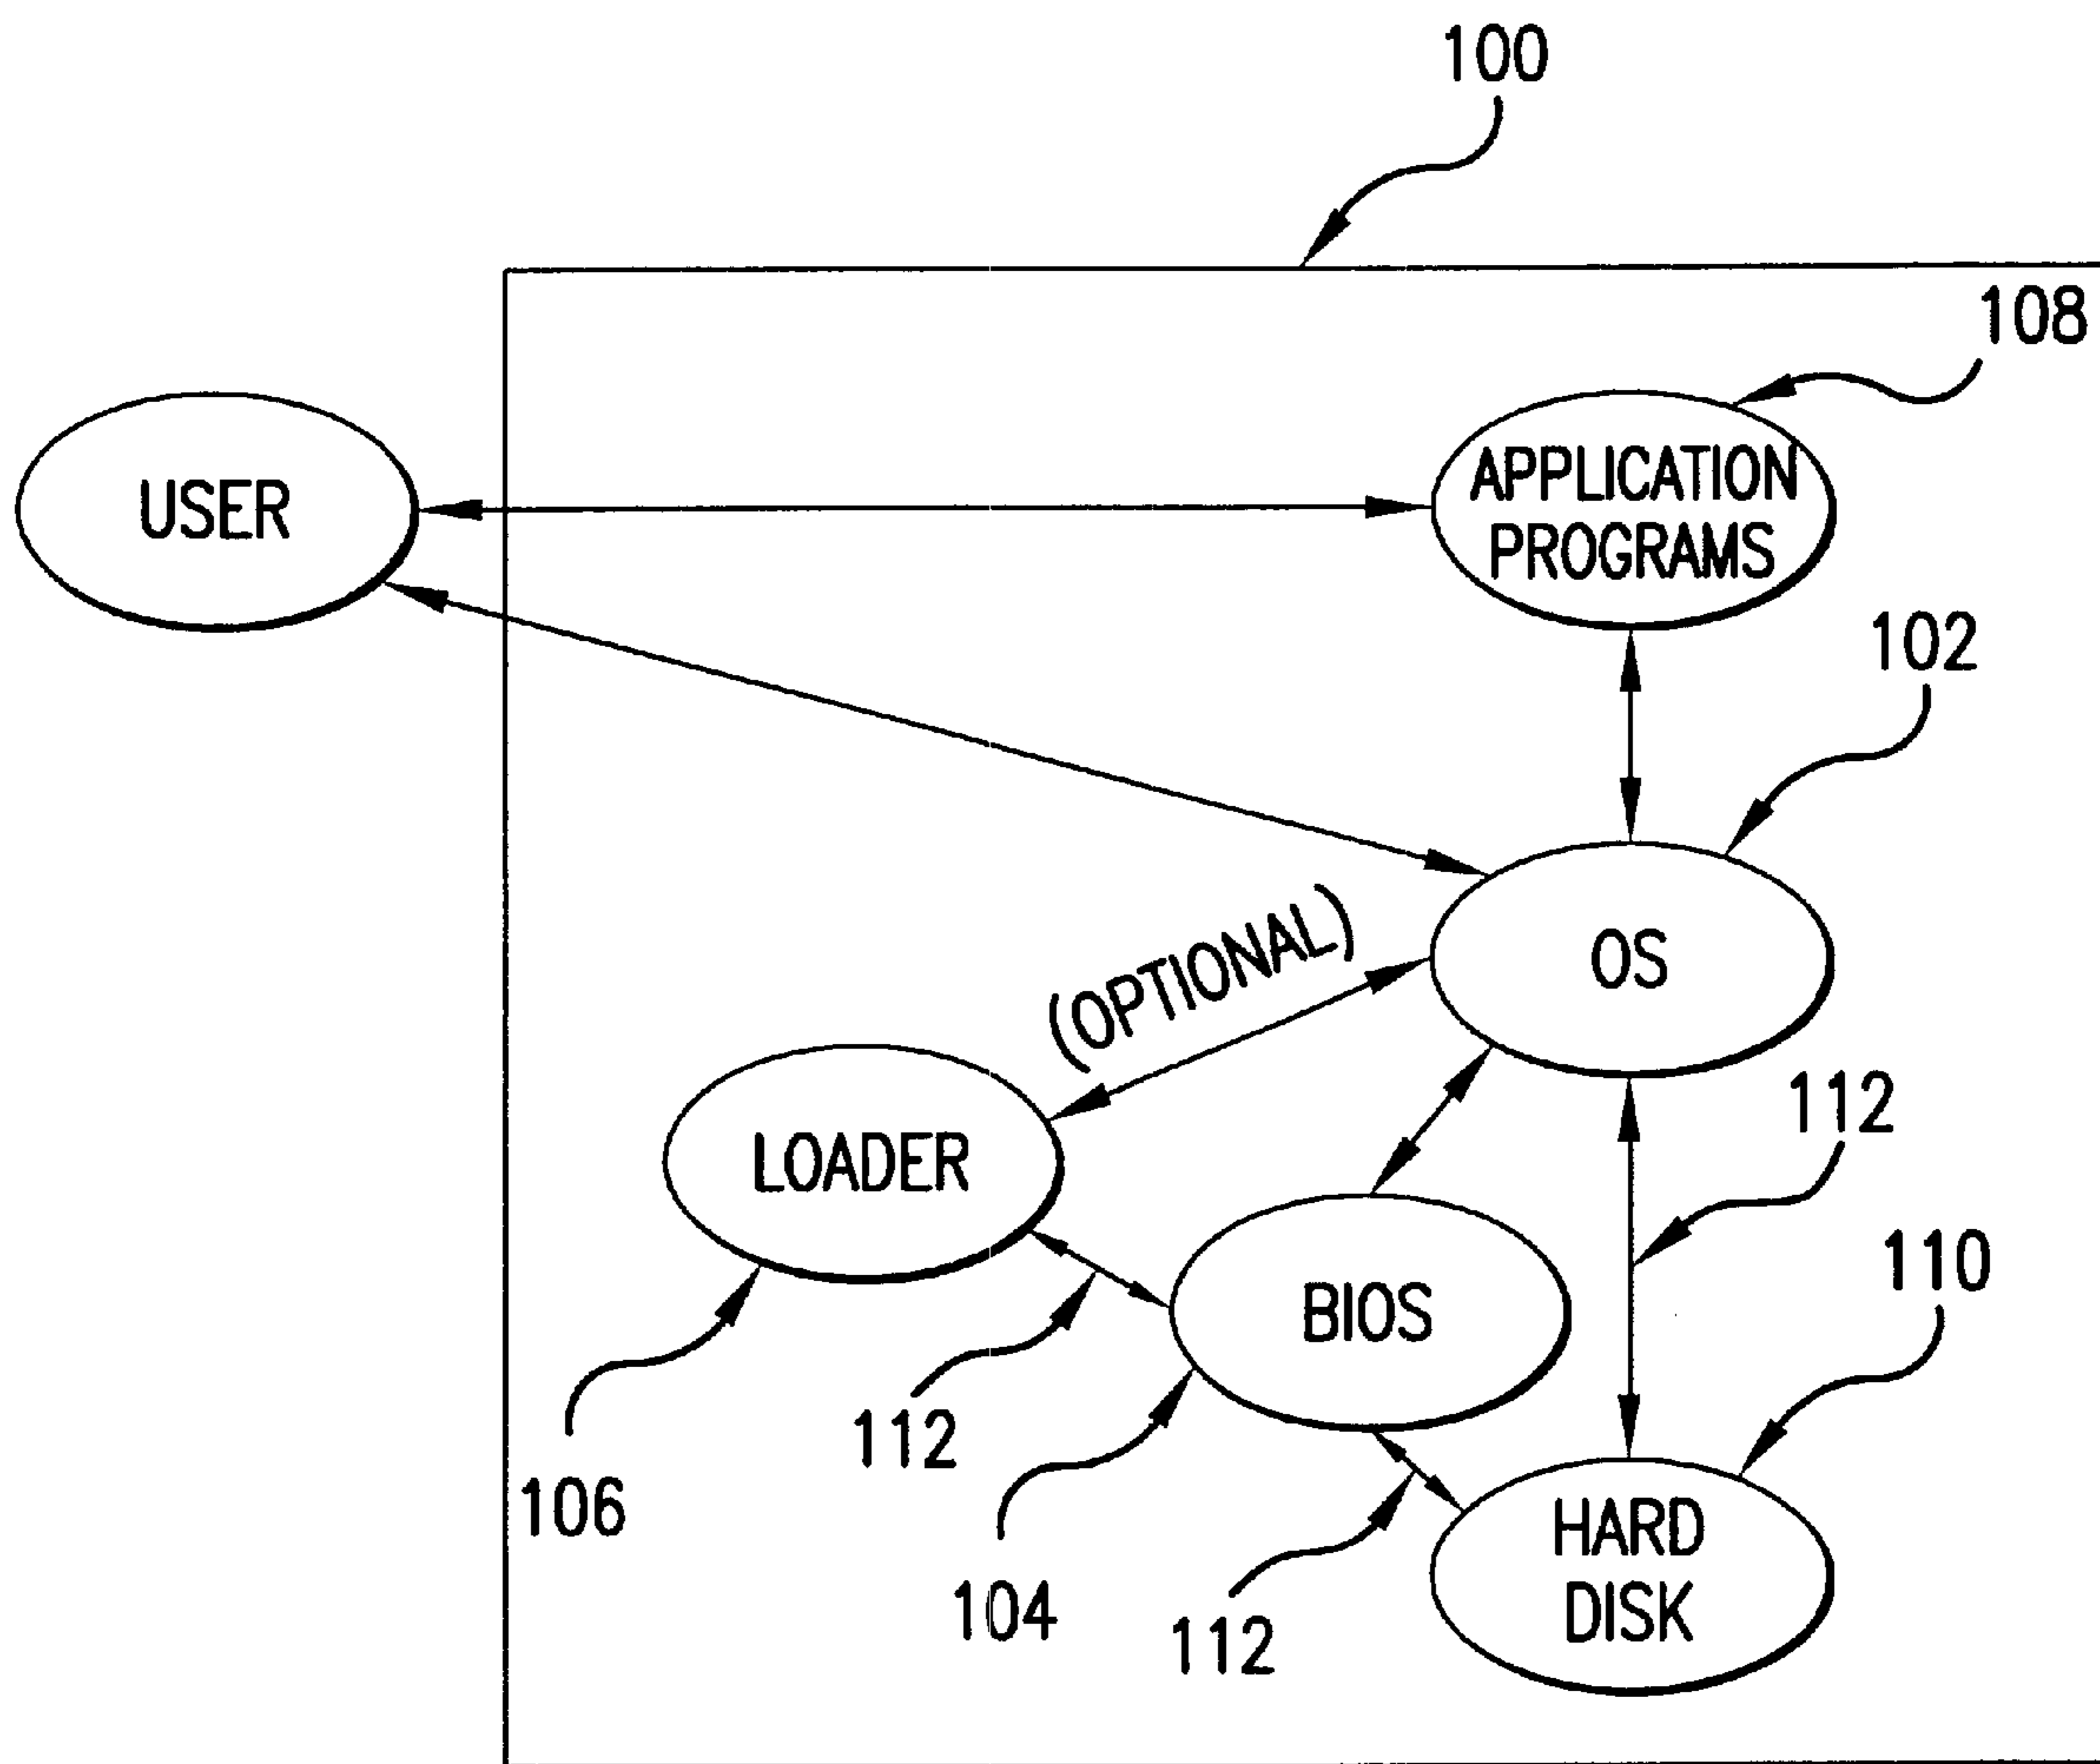 100
108
USER
APPLICATION
PROGRAMS
102
(OPTIONAL)
OS
112
LOADER
110
BIOS
112
106
HARD
DISK
104
112